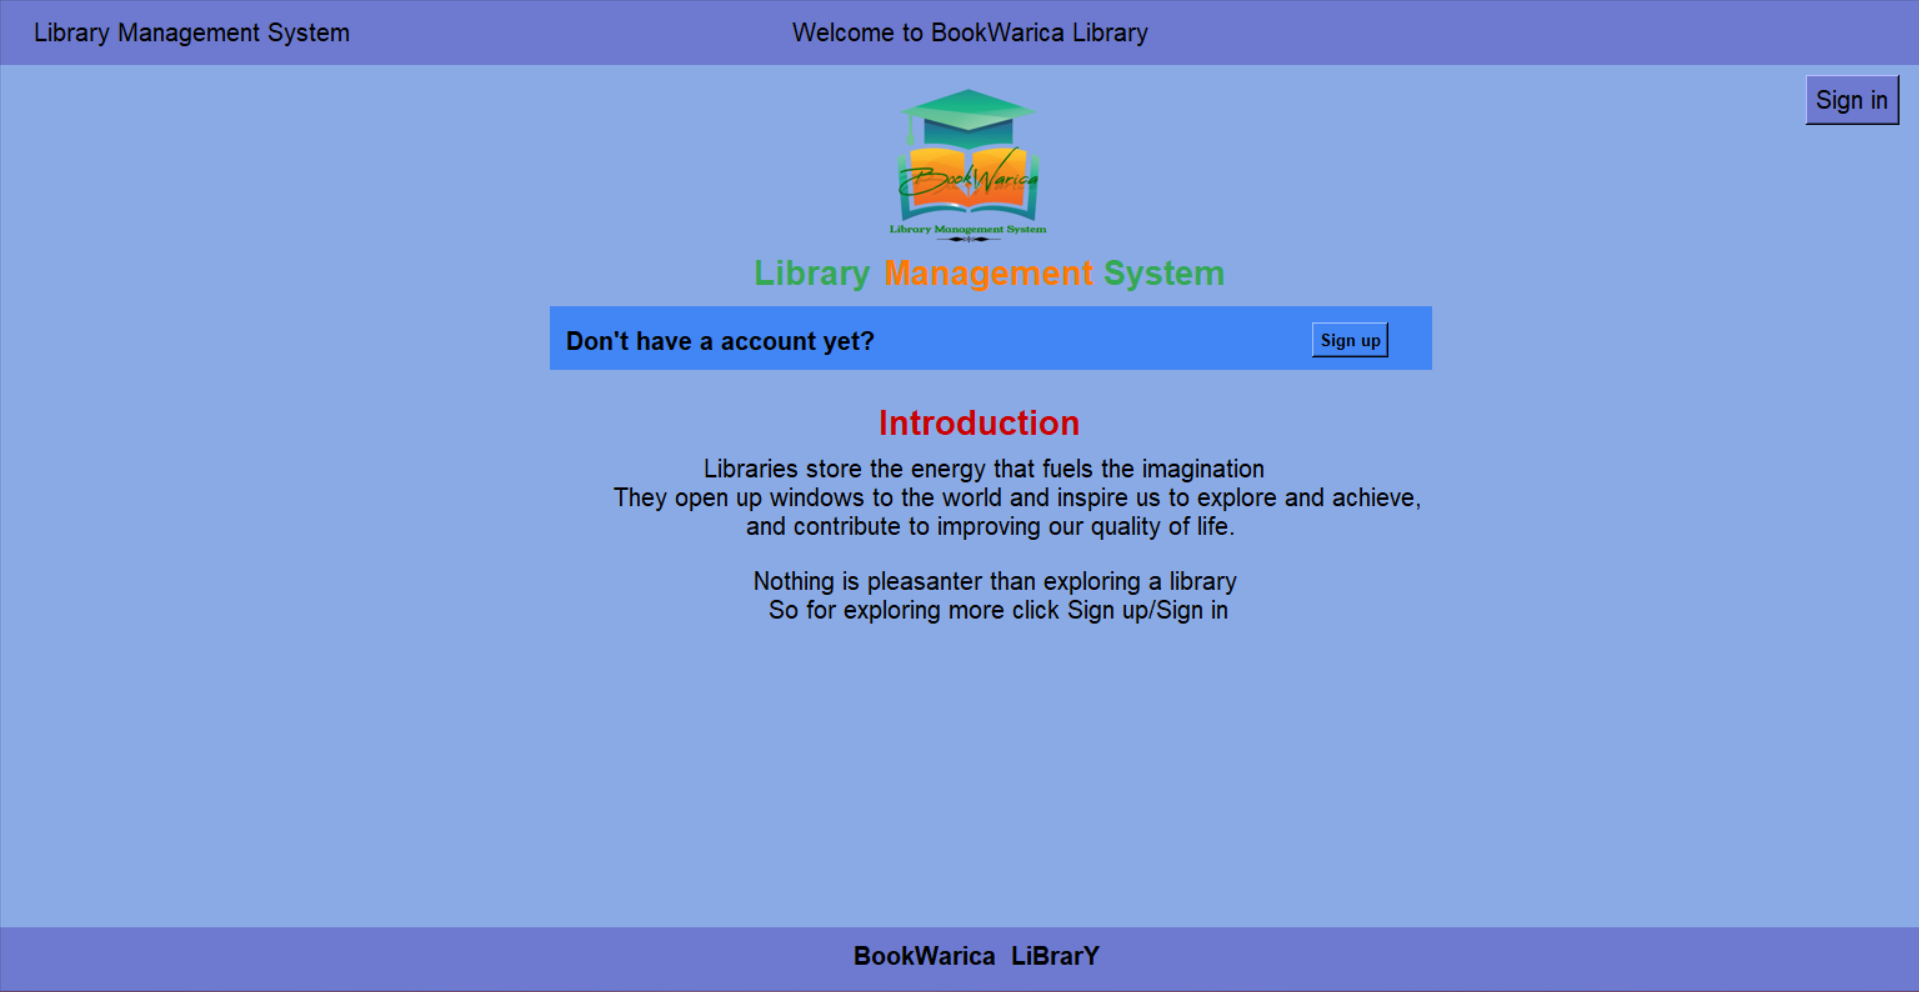 Library Management System
Welcome to BookWarica Library
Sign in
BookWarica
Library Management System
Library Management System
Don't have a account yet?
Sign up
Introduction
Libraries store the energy that fuels the imagination
They open up windows to the world and inspire us to explore and achieve,
and contribute to improving our quality of life.
Nothing is pleasanter than exploring a library
So for exploring more click Sign up/Sign in
BookWarica LiBrarY